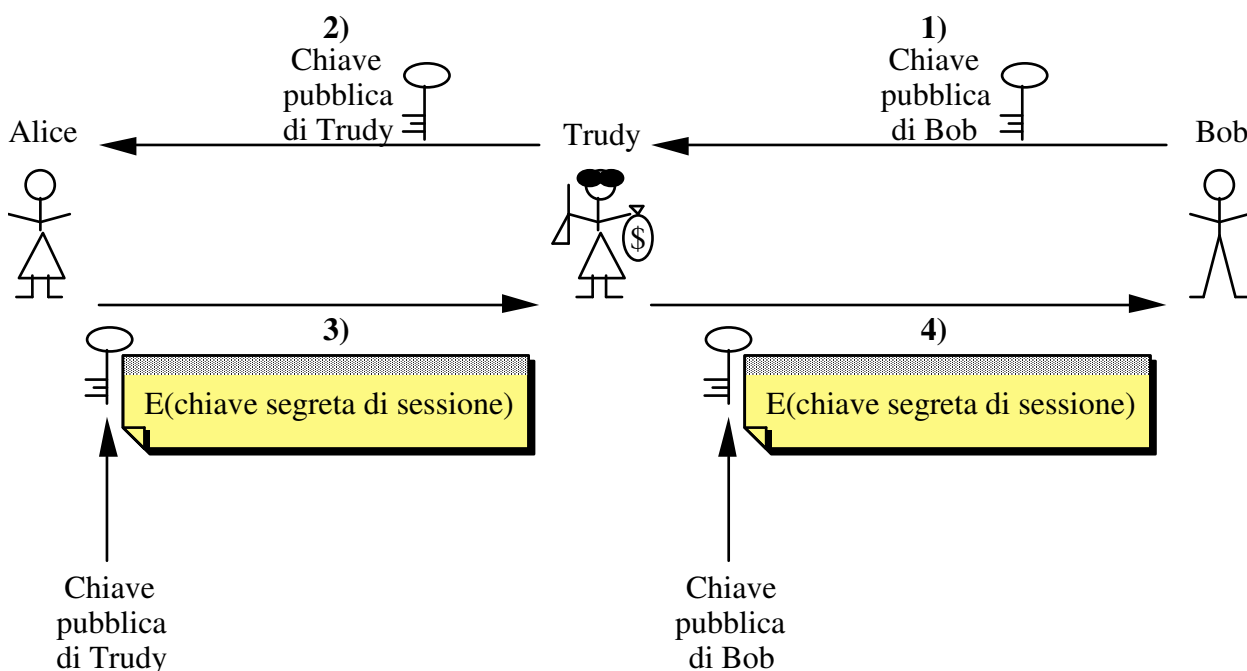 2)
Chiave
pubblica
di Trudy
1)
Chiave
pubblica
di Bob
Alice
Trudy
Bob
$
3)
E(chiave segreta di sessione)
4)
E(chiave segreta di sessione)
Chiave
pubblica
di Trudy
Chiave
pubblica
di Bob